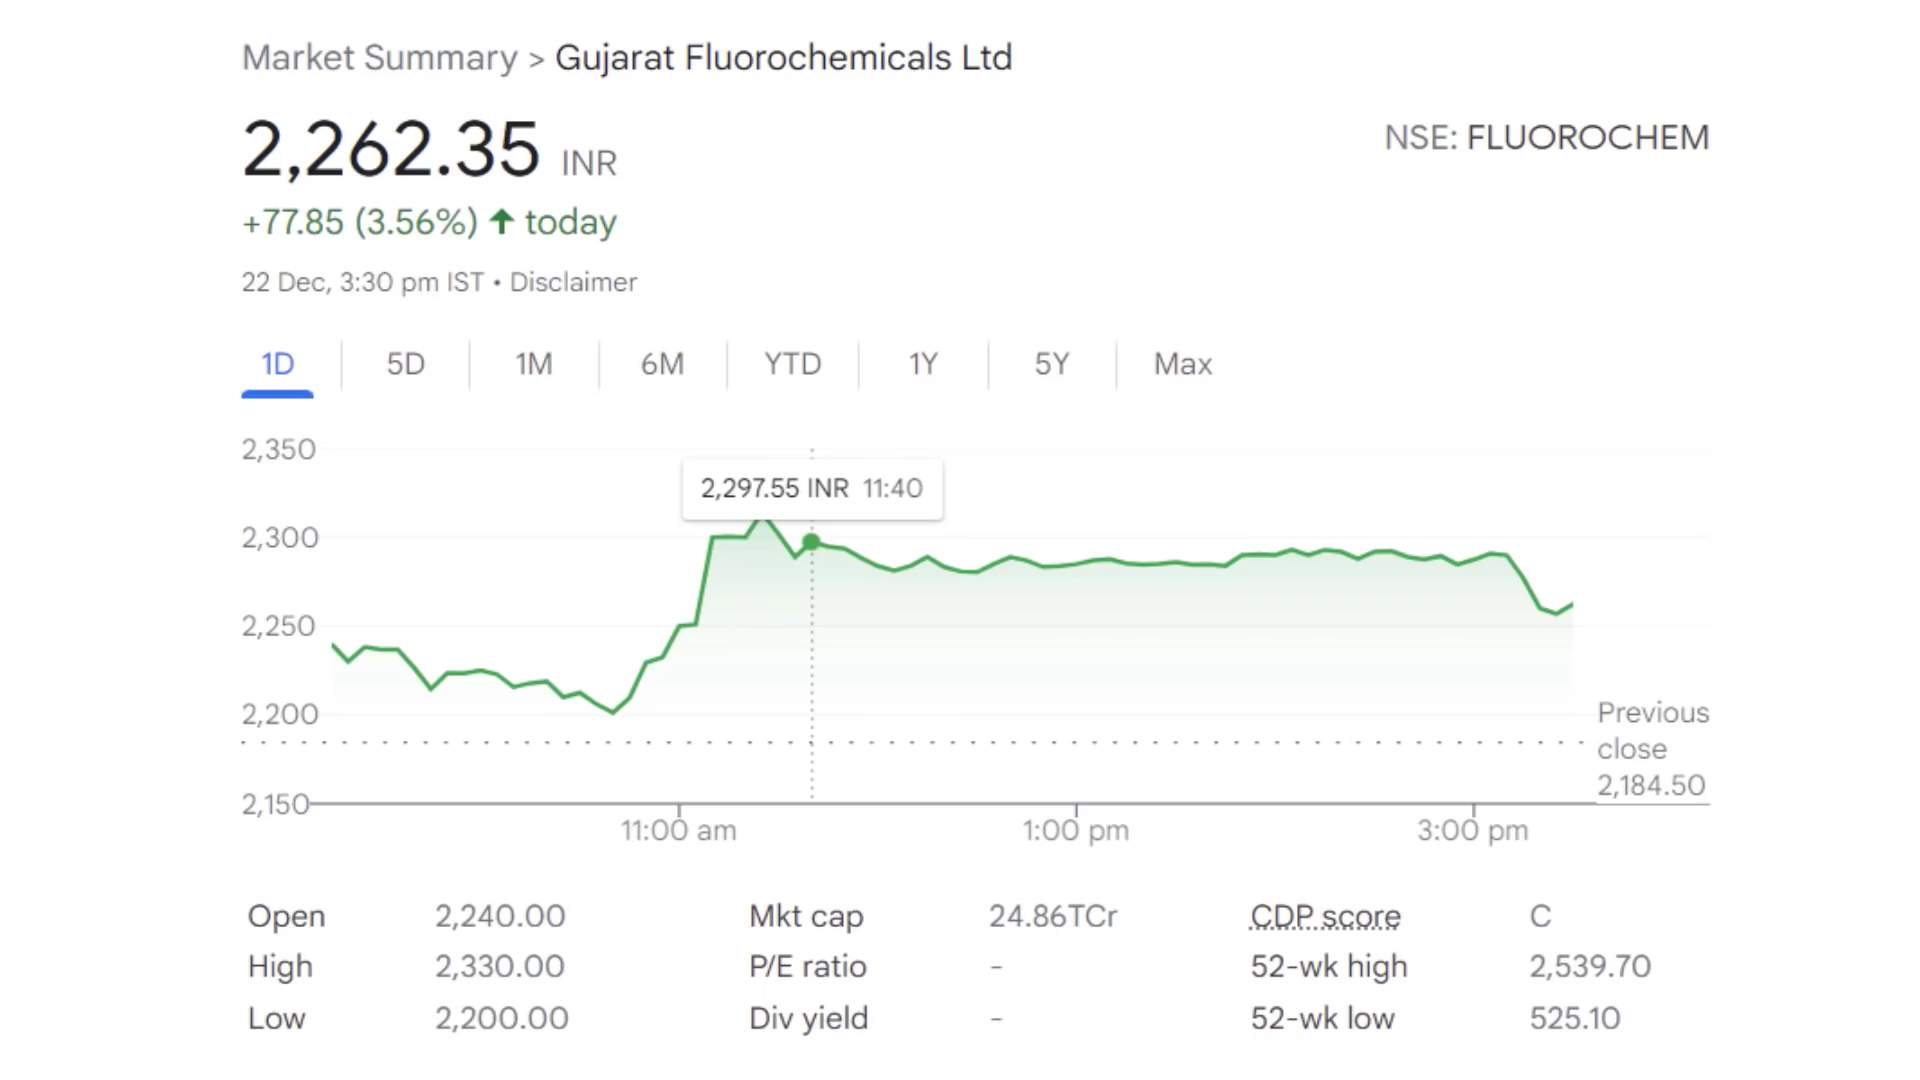 Market Summary > Gujarat Fluorochemicals Ltd
2,262.35 INR
NSE: FLUOROCHEM
+77.85 (3.56%) ↑ today
22 Dec, 3:30 pm IST • Disclaimer
1D 5D 1M 6M YTD 1Y 5Y Max
2,350
2,297.55 INR 11:40
2,300
2,250
2,200
Previous
close
2,184.50
2,150
11:00 am 1:00 pm 3:00 pm
Open 2,240.00 Mkt cap 24.86TCr CDP score C
High 2,330.00 P/E ratio - 52-wk high 2,539.70
Low 2,200.00 Div yield - 52-wk low 525.10